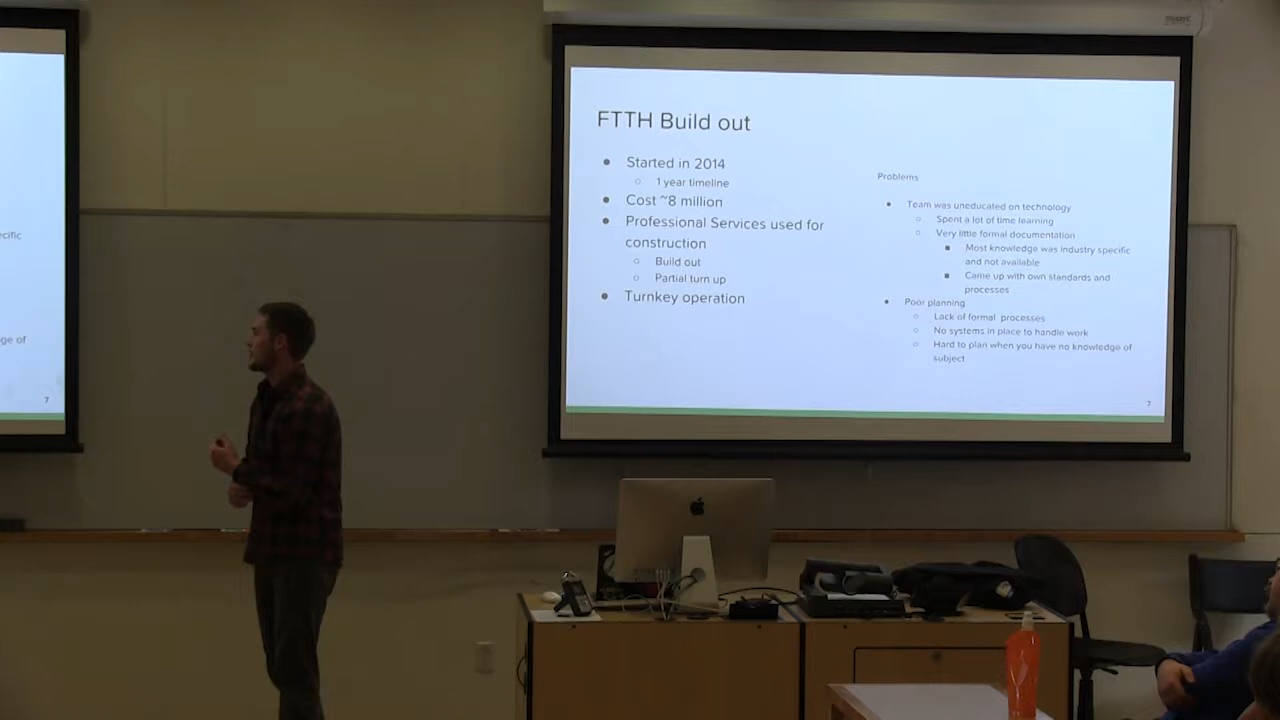 ecific
ge of
7
FTTH Build out
● Started in 2014
○ 1 year timeline
● Cost ~8 million
● Professional Services used for
construction
○ Build out
○ Partial turn up
● Turnkey operation
Problems
● Team was uneducated on technology
○ Spent a lot of time learning
○ Very little formal documentation
■ Most knowledge was industry specific
and not available
■ Came up with own standards and
processes
● Poor planning
○ Lack of formal processes
○ No systems in place to handle work
○ Hard to plan when you have no knowledge of
subject
7